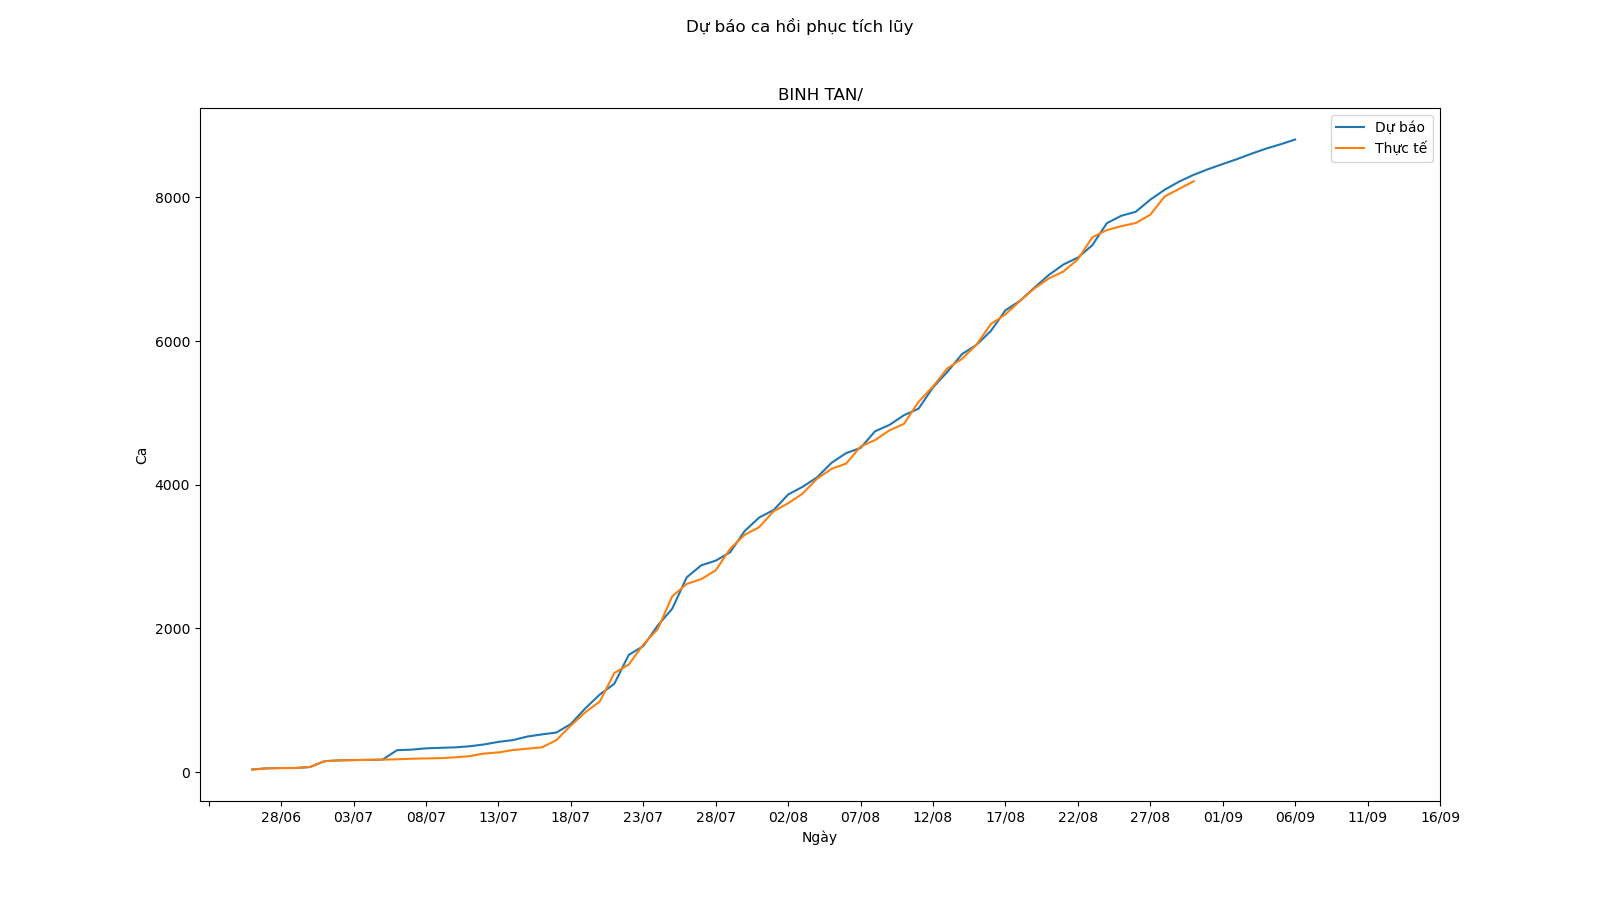 Dự báo ca hồi phục tích lũy
BINH TAN/
Dự báo
Thực tế
8000
6000
4000
2000
0
Ca
28/06 03/07 08/07 13/07 18/07 23/07 28/07 02/08 07/08 12/08 17/08 22/08 27/08 01/09 06/09 11/09 16/09
Ngày